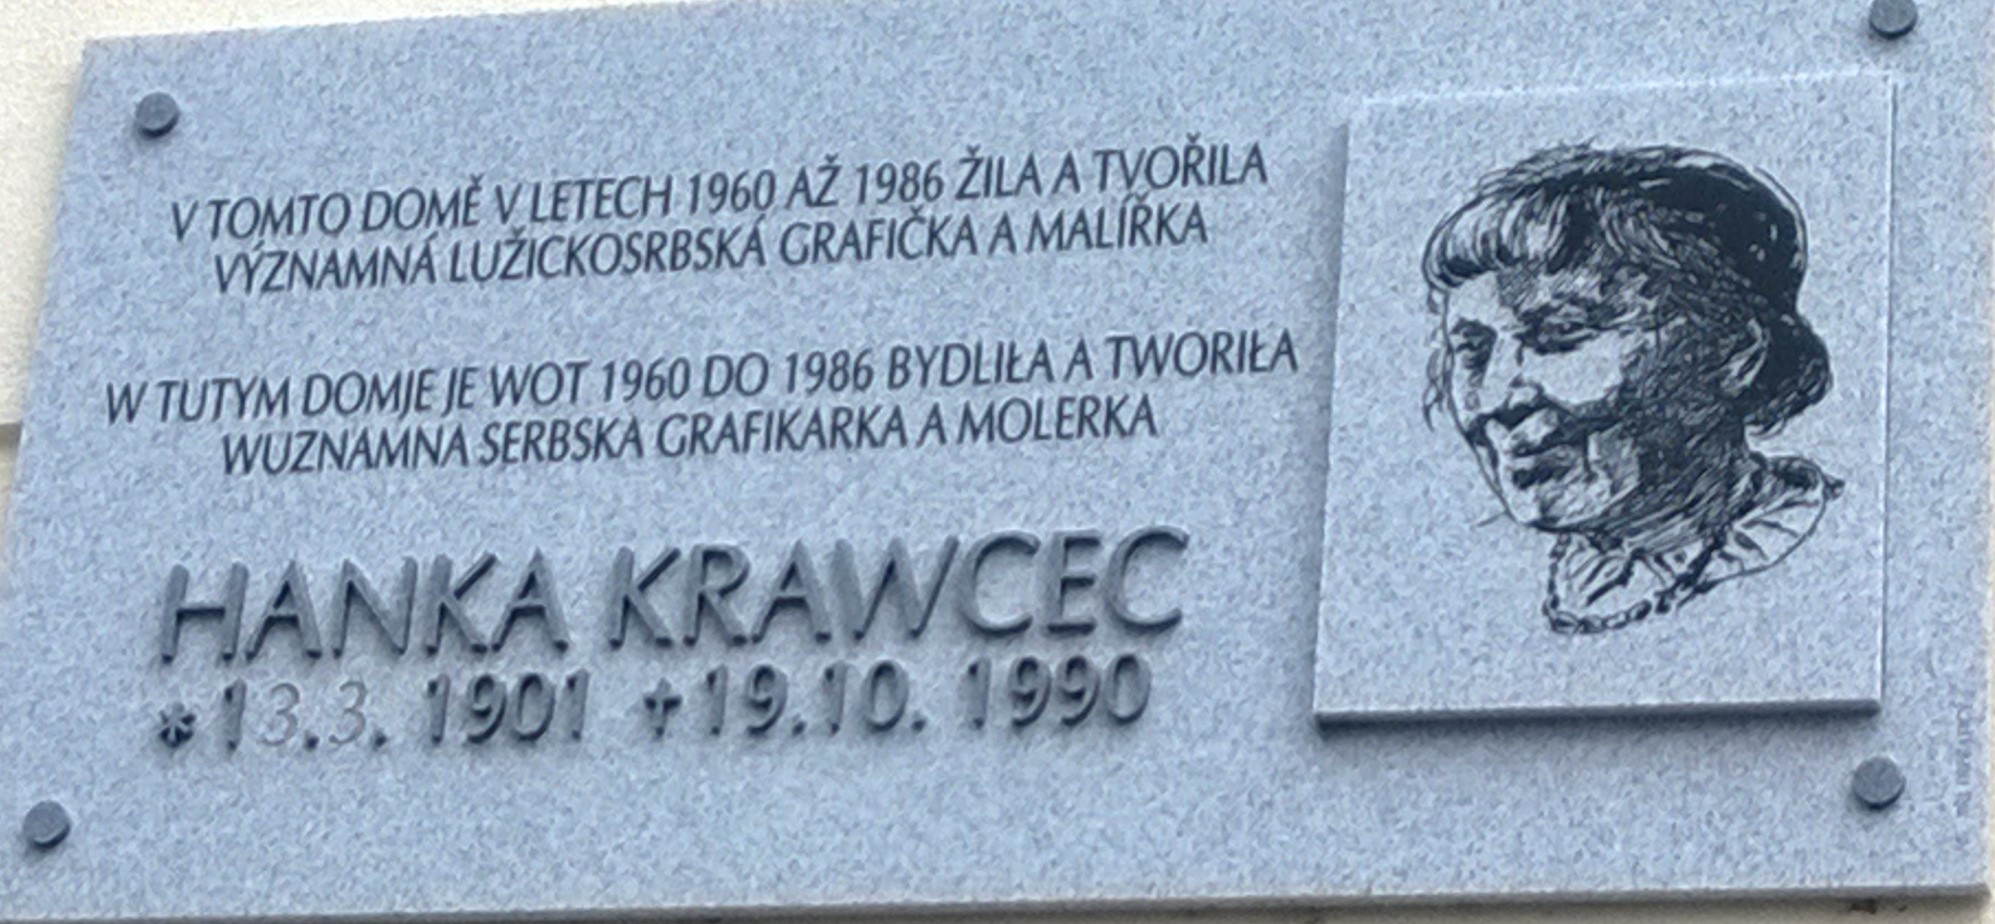 V TOMTO DOMĚ V LETECH 1960 AŽ 1986 ŽILA A TVOŘILA
VÝZNAMNÁ LUŽICKOSRBSKÁ GRAFIČKA A MALÍŘKA
W TUTYM DOMJE JE WOT 1960 DO 1986 BYDLIŁA A TWORIŁA
WUZNAMNA SERBSKA GRAFIKARKA A MOLERKA
HANKA KRAWCEC
* 13.3. 1901 +19.10. 1990